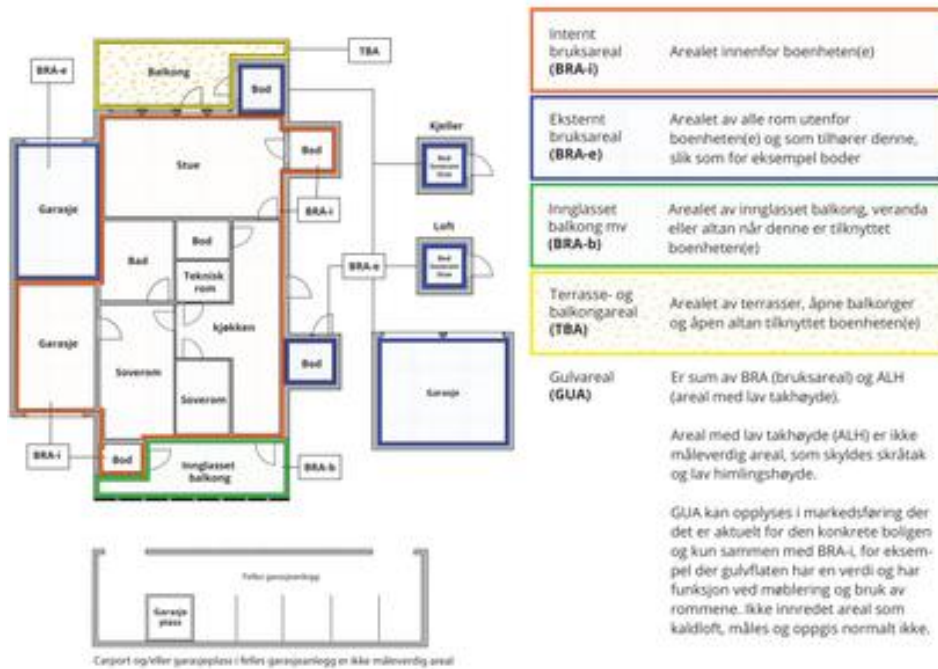 TBA
BRA-e
Balkong
Bod
Kjeller
Bod
Stue
Bod
Garasje
BRA-i
Loft
Bod
Bad
Bod
BRA-e
Teknisk
rom
kjøkken
Garasje
Soverom
Bod
Garasje
Soverom
BRA-i
Bod
Innglasset
balkong
BRA-b
Felles garasjeanlegg
Garasje
plass
Carport og/eller garasjeplass i felles garasjeanlegg er ikke måleverdig areal
Internt
bruksareal
(BRA-i)
Arealet innenfor boenheten(e)
Eksternt
bruksareal
(BRA-e)
Arealet av alle rom utenfor
boenheten(e) og som tilhører denne,
slik som for eksempel boder
Innglasset
balkong mv
(BRA-b)
Arealet av innglasset balkong, veranda
eller altan når denne er tilknyttet
boenheten(e)
Terrasse- og
balkongareal
(TBA)
Arealet av terrasser, åpne balkonger
og åpen altan tilknyttet boenheten(e)
Gulvareal
(GUA)
Er sum av BRA (bruksareal) og ALH
(areal med lav takhøyde).
Areal med lav takhøyde (ALH) er ikke
måleverdig areal, som skyldes skråtak
og lav himlingshøyde.
GUA kan opplyses i markedsføring der
det er aktuelt for den konkrete boligen
og kun sammen med BRA-i, for eksem-
pel der gulvflaten har en verdi og har
funksjon ved møblering og bruk av
rommene. Ikke innredet areal som
kaldloft, måles og oppgis normalt ikke.